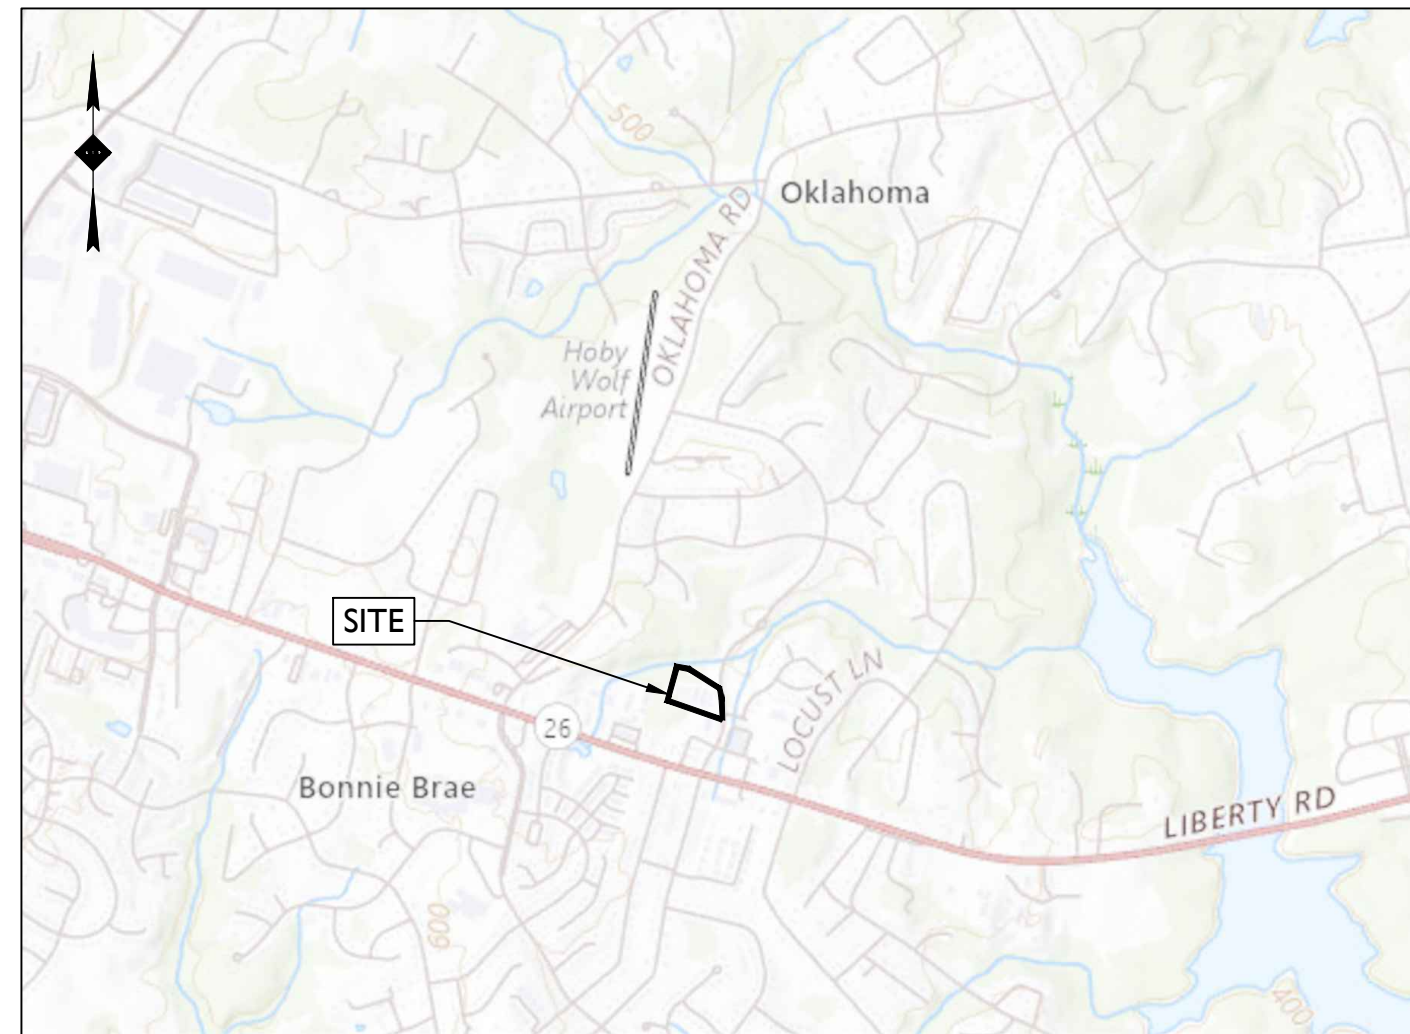 500
Oklahoma
OKLAHOMA RD
Hoby
Wolf
Airport
SITE
LOCUST LN
26
Bonnie Brae
LIBERTY RD
600
400